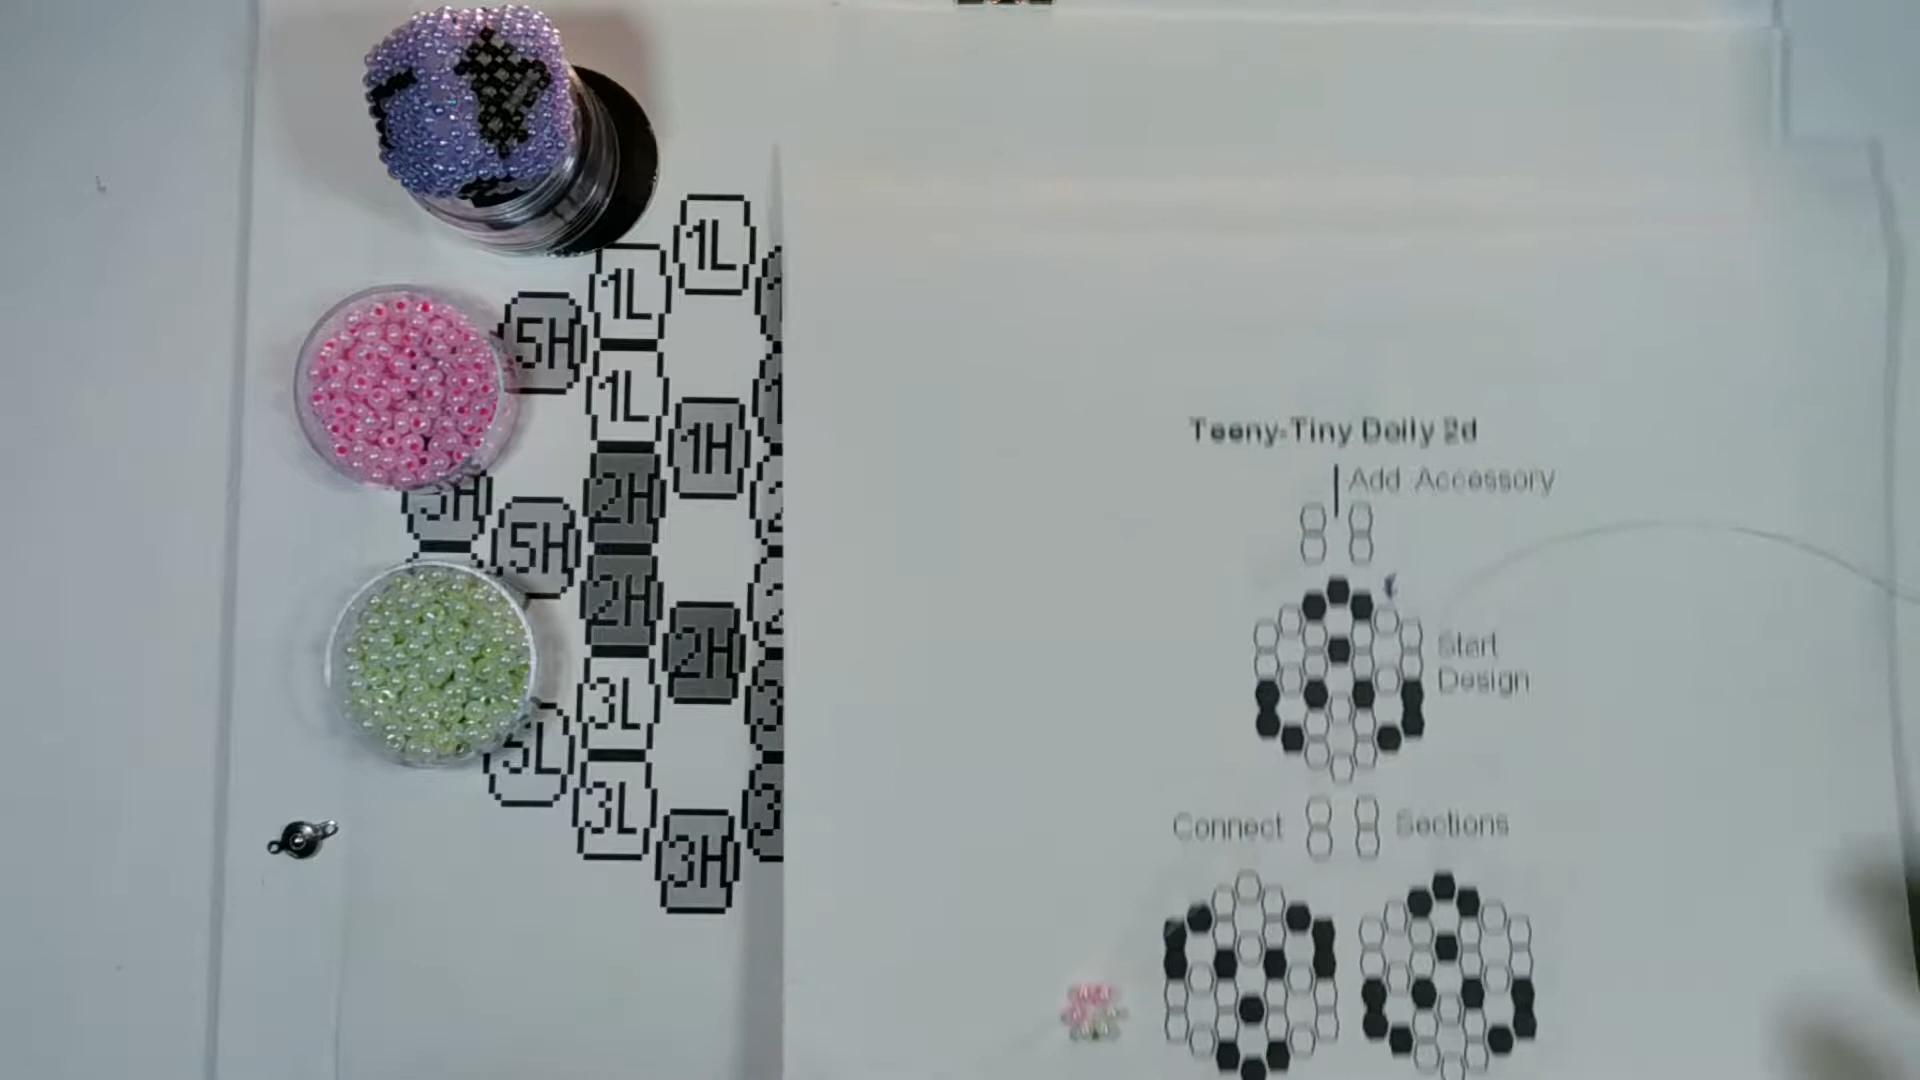 1L
1L
5H
1L
1H
2H
5H
2H
2H
3L
5L
3L
3H
Teeny-Tiny Doily 2d
Add Accessory
Start
Design
Connect
Sections